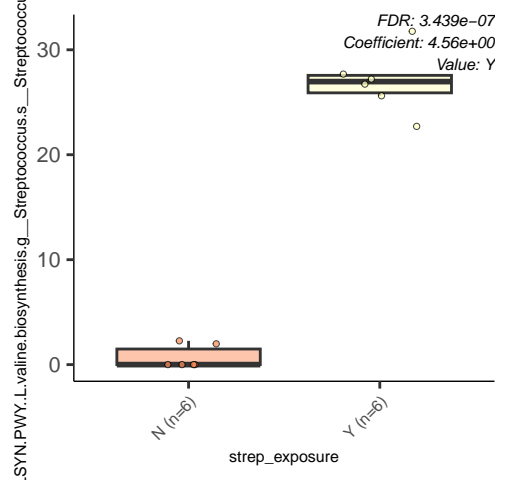 FDR: 3.439e−07
Coefficient: 4.56e+00
Value: Y
.SYN.PWY..L.valine.biosynthesis.g__Streptococcus.s__Streptococcu
30
20
10
0
N (n=6)
Y (n=6)
strep_exposure